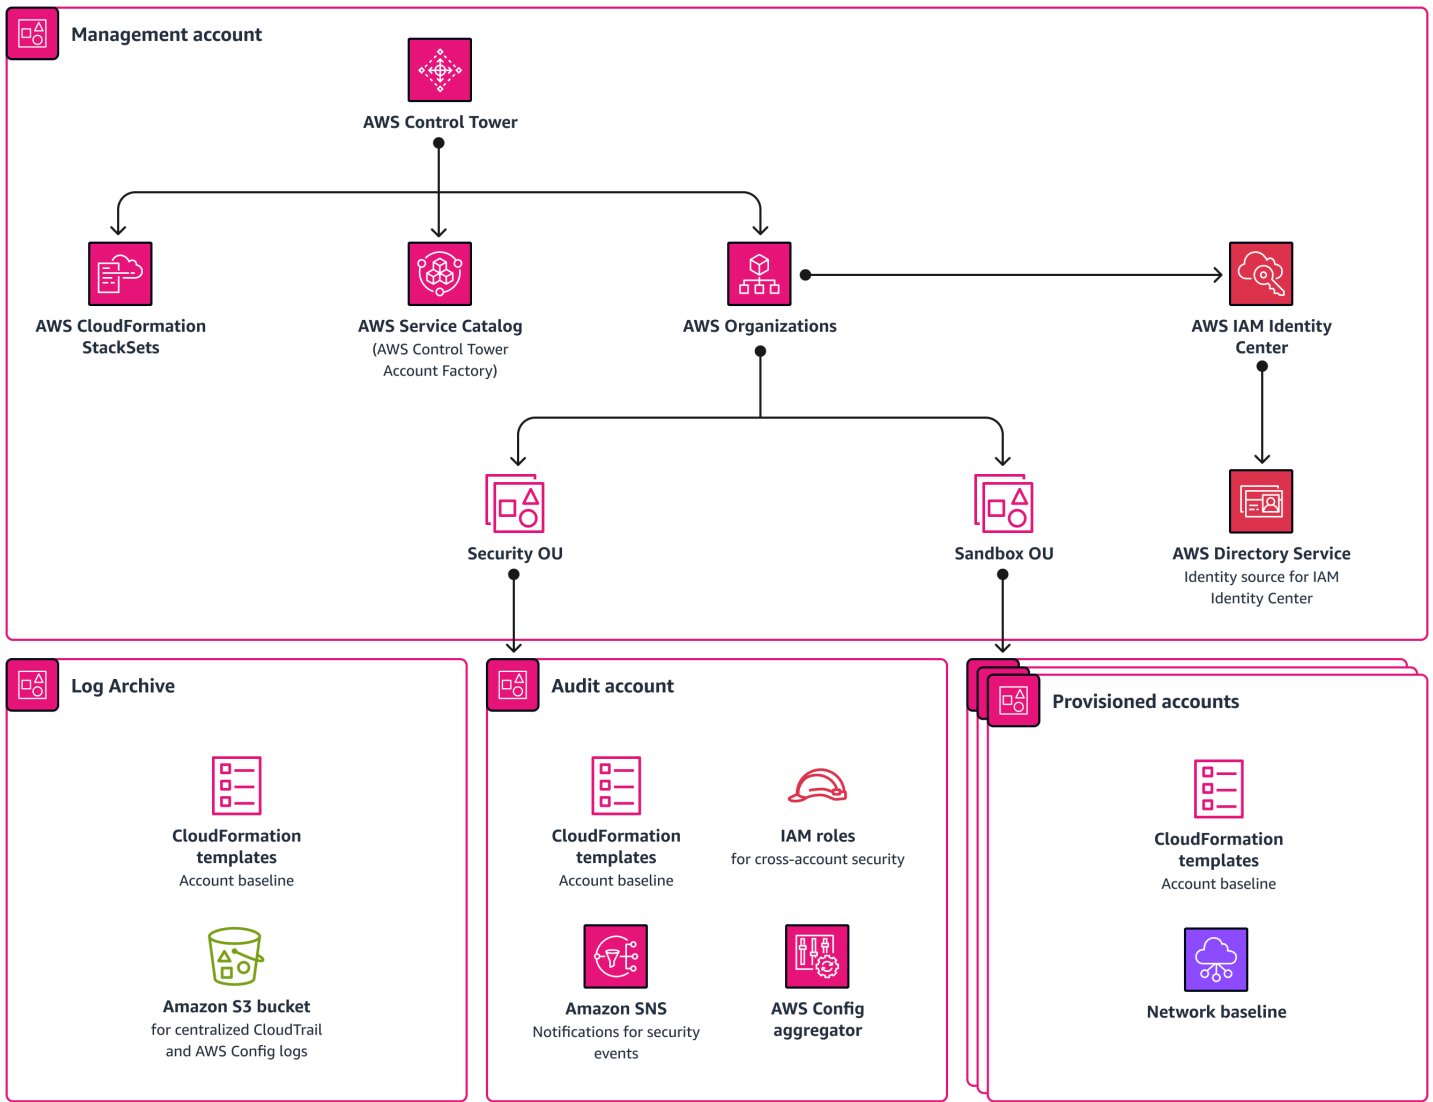 Management account
AWS Control Tower
AWS CloudFormation
StackSets
AWS Service Catalog
(AWS Control Tower
Account Factory)
AWS Organizations
AWS IAM Identity
Center
Security OU
Sandbox OU
AWS Directory Service
Identity source for IAM
Identity Center
Log Archive
CloudFormation
templates
Account baseline
Amazon S3 bucket
for centralized CloudTrail
and AWS Config logs
Audit account
CloudFormation
templates
Account baseline
IAM roles
for cross-account security
Amazon SNS
Notifications for security
events
AWS Config
aggregator
Provisioned accounts
CloudFormation
templates
Account baseline
Network baseline